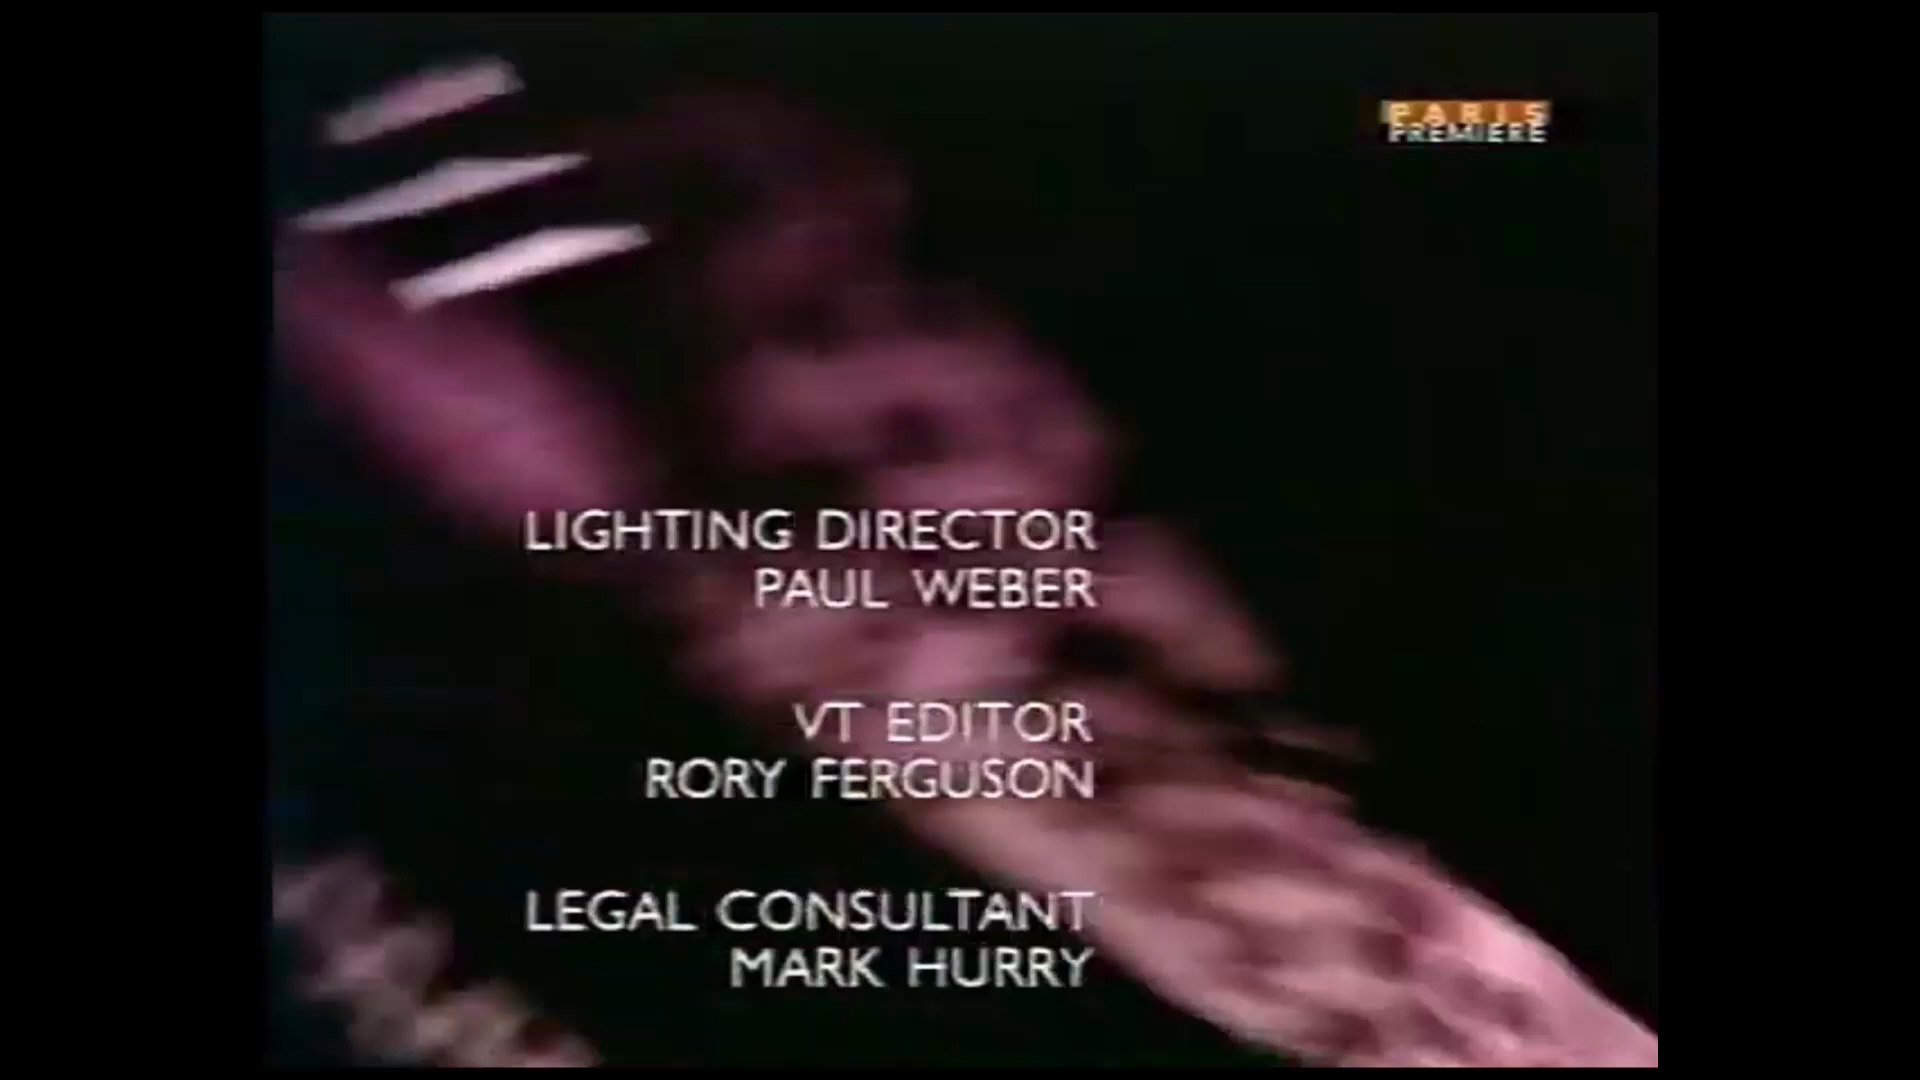 PARIS
PREMIERE
LIGHTING DIRECTOR
PAUL WEBER
VT EDITOR
RORY FERGUSON
LEGAL CONSULTANT
MARK HURRY